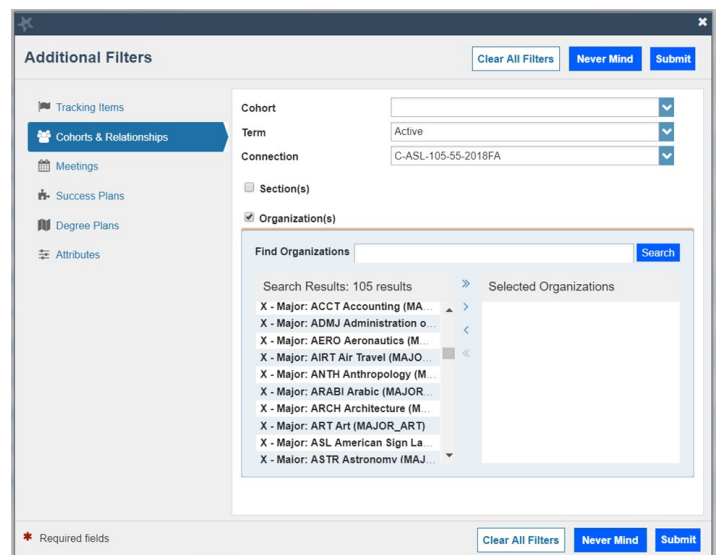 Additional Filters
Clear All Filters Never Mind Submit
Tracking Items
Cohorts & Relationships
Meetings
Success Plans
Degree Plans
Attributes
Cohort
Term Active
Connection C-ASL-105-55-2018FA
Section(s)
Organization(s)
Find Organizations Search
Search Results: 105 results
X - Major: ACCT Accounting (MA...
X - Major: ADMJ Administration o...
X - Major: AERO Aeronautics (M...
X - Major: AIRT Air Travel (MAJO...
X - Major: ANTH Anthropology (M...
X - Major: ARABI Arabic (MAJOR...
X - Major: ARCH Architecture (M...
X - Major: ART Art (MAJOR_ART)
X - Major: ASL American Sign La...
X - Major: ASTR Astronomy (MAJ...
Selected Organizations
* Required fields
Clear All Filters Never Mind Submit